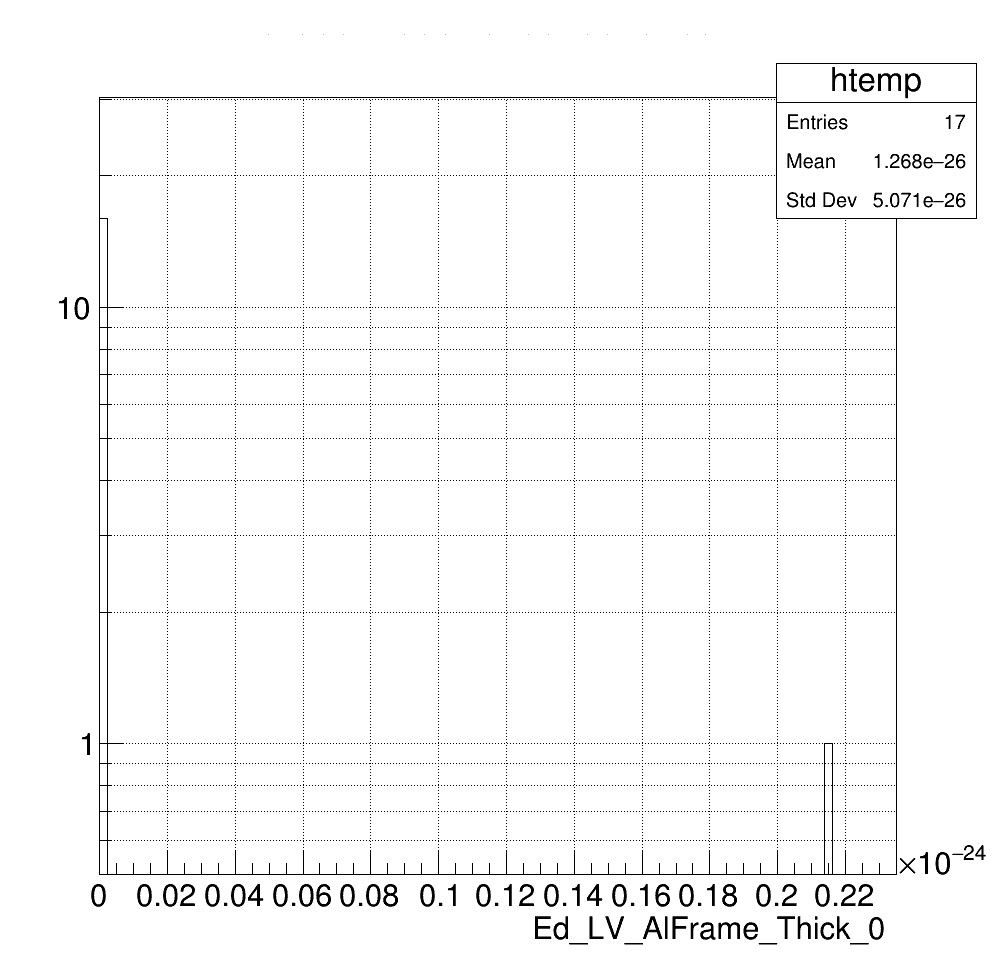 htemp
Entries 17
Mean 1.268e−26
Std Dev 5.071e−26
10
1
×10−24
0 0.02 0.04 0.06 0.08 0.1 0.12 0.14 0.16 0.18 0.2 0.22
Ed_LV_AlFrame_Thick_0